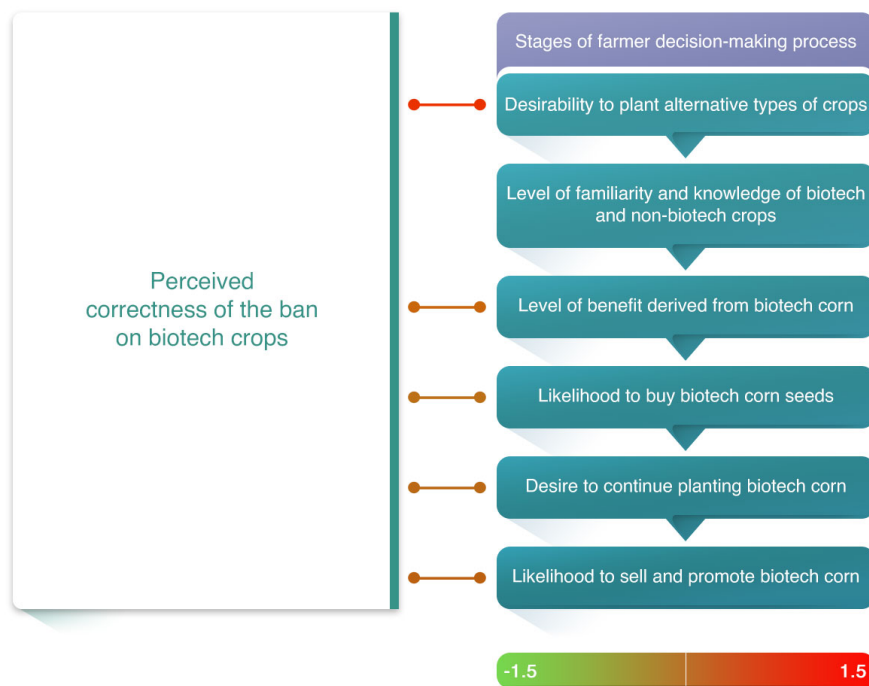 Perceived
correctness of the ban
on biotech crops
Stages of farmer decision-making process
Desirability to plant alternative types of crops
Level of familiarity and knowledge of biotech
and non-biotech crops
Level of benefit derived from biotech corn
Likelihood to buy biotech corn seeds
Desire to continue planting biotech corn
Likelihood to sell and promote biotech corn
-1.5 1.5